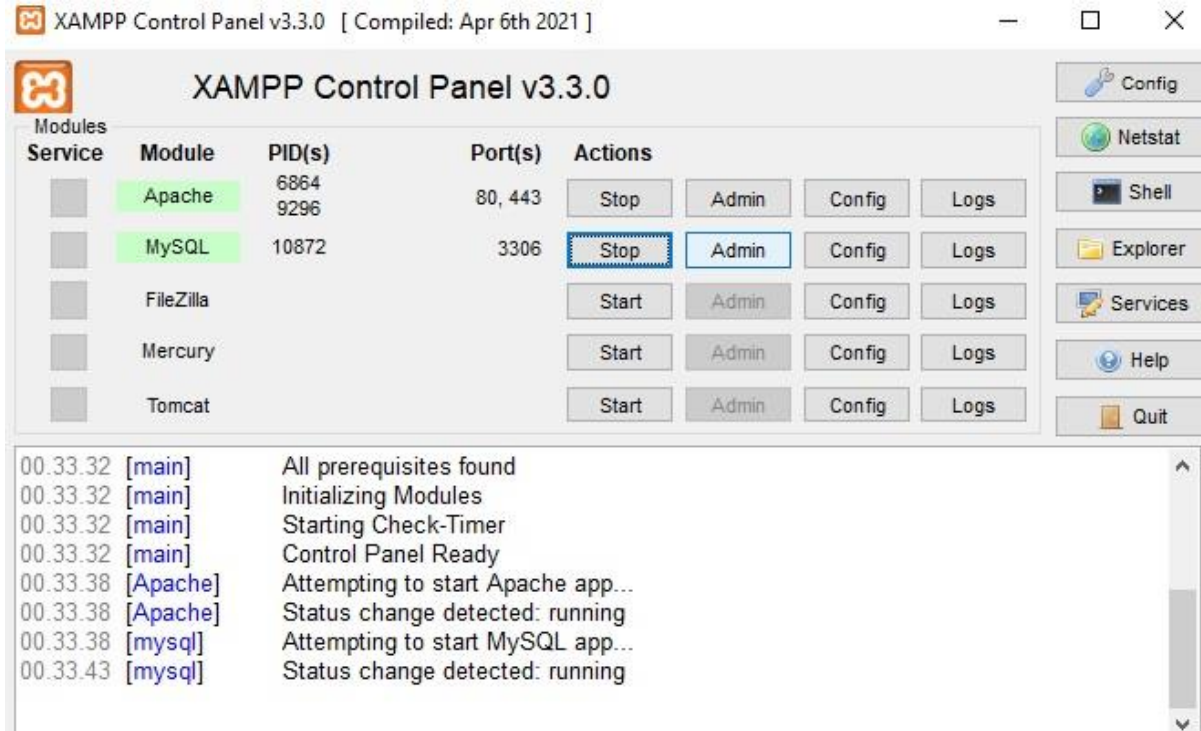 XAMPP Control Panel v3.3.0 [ Compiled: Apr 6th 2021 ]
XAMPP Control Panel v3.3.0
Config
Modules
Service Module PID(s) Port(s) Actions
Netstat
Apache 6864 9296 80, 443 Stop Admin Config Logs
Shell
MySQL 10872 3306 Stop Admin Config Logs
Explorer
FileZilla Start Admin Config Logs
Services
Mercury Start Admin Config Logs
Help
Tomcat Start Admin Config Logs
Quit
00.33.32 [main] All prerequisites found
00.33.32 [main] Initializing Modules
00.33.32 [main] Starting Check-Timer
00.33.32 [main] Control Panel Ready
00.33.38 [Apache] Attempting to start Apache app...
00.33.38 [Apache] Status change detected: running
00.33.38 [mysql] Attempting to start MySQL app...
00.33.43 [mysql] Status change detected: running